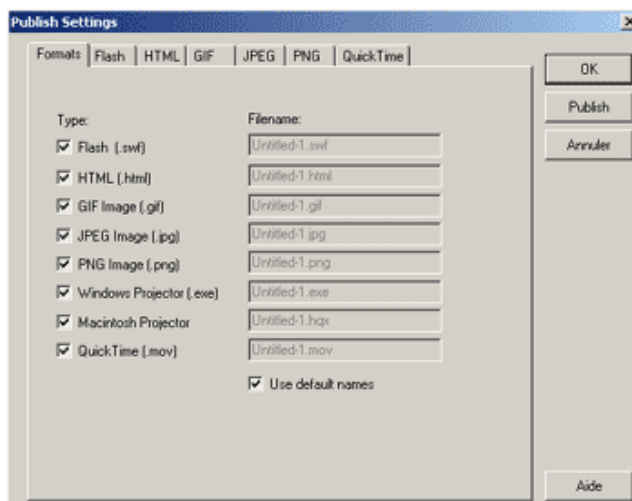 Publish Settings
Formats Flash HTML GIF JPEG PNG QuickTime
OK
Publish
Annuler
Type: Filename:
Flash (.swf) Untitled-1.swf
HTML (.html) Untitled-1.html
GIF Image (.gif) Untitled-1.gif
JPEG Image (.jpg) Untitled-1.jpg
PNG Image (.png) Untitled-1.png
Windows Projector (.exe) Untitled-1.exe
Macintosh Projector Untitled-1.hqx
QuickTime (.mov) Untitled-1.mov
Use default names
Aide